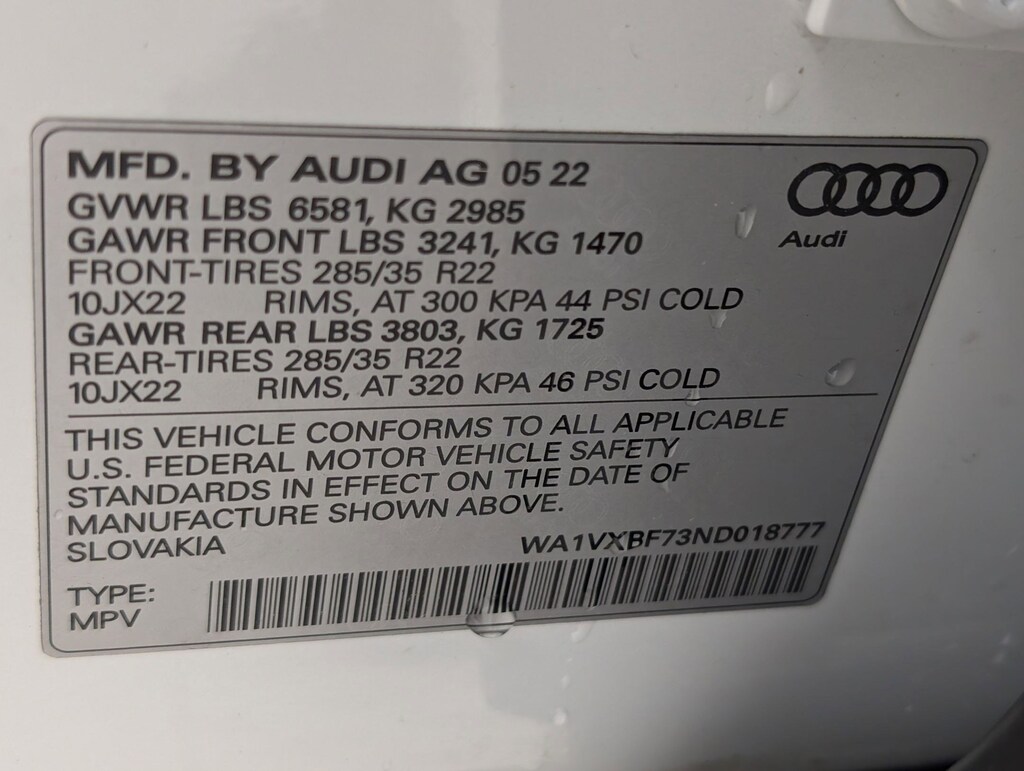 MFD. BY AUDI AG 05 22
GVWR LBS 6581, KG 2985
GAWR FRONT LBS 3241, KG 1470
FRONT-TIRES 285/35 R22
10JX22 RIMS, AT 300 KPA 44 PSI COLD
GAWR REAR LBS 3803, KG 1725
REAR-TIRES 285/35 R22
10JX22 RIMS, AT 320 KPA 46 PSI COLD
Audi
THIS VEHICLE CONFORMS TO ALL APPLICABLE
U.S. FEDERAL MOTOR VEHICLE SAFETY
STANDARDS IN EFFECT ON THE DATE OF
MANUFACTURE SHOWN ABOVE.
SLOVAKIA WA1VXBF73ND018777
TYPE:
MPV